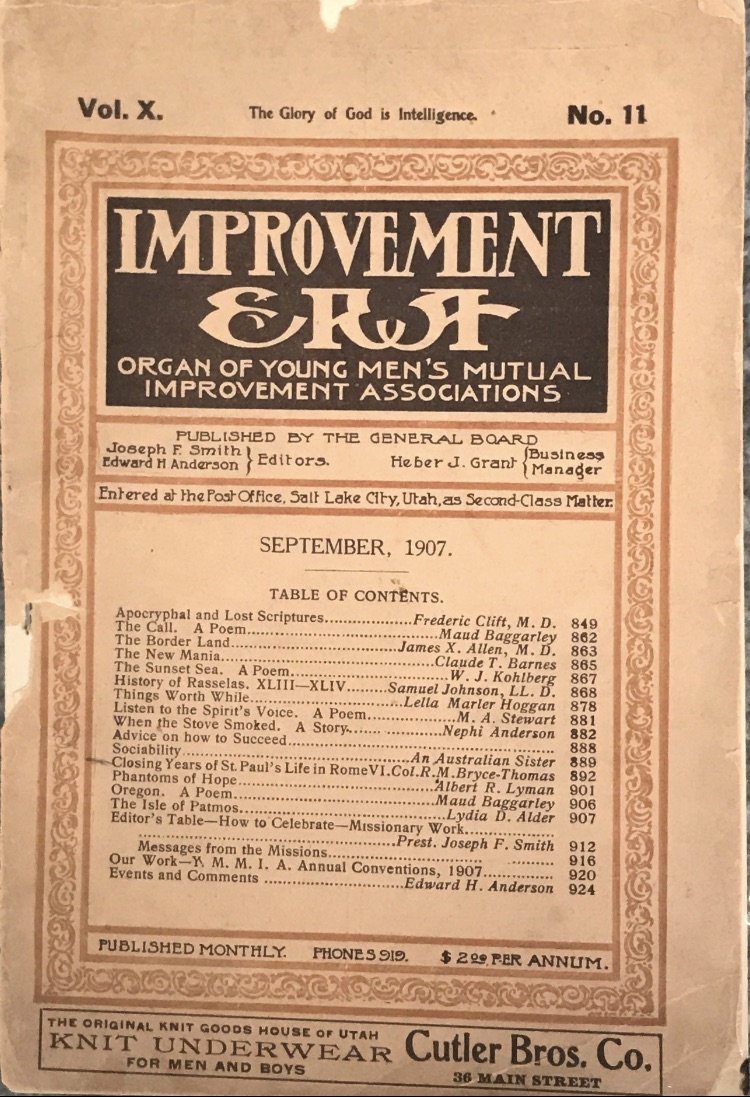 Vol. X. The Glory of God is Intelligence. No. 11
IMPROVEMENT
ERA
ORGAN OF YOUNG MEN'S MUTUAL
IMPROVEMENT ASSOCIATIONS
PUBLISHED BY THE GENERAL BOARD
Joseph F. Smith } Editors. Heber J. Grant { Business
Edward H Anderson Manager
Entered at the Post Office, Salt Lake City, Utah, as Second-Class Matter.
SEPTEMBER, 1907.
TABLE OF CONTENTS.
Apocryphal and Lost Scriptures....................Frederic Clift, M. D. 849
The Call. A Poem............................................Maud Baggarley 862
The Border Land......................................James X. Allen, M. D. 863
The New Mania...............................................Claude T. Barnes 865
The Sunset Sea. A Poem....................................W. J. Kohlberg 867
History of Rasselas. XLIII—XLIV........Samuel Johnson, LL. D. 868
Things Worth While...............................Lella Marler Hoggan 878
Listen to the Spirit's Voice. A Poem....................M. A. Stewart 881
When the Stove Smoked. A Story......................Nephi Anderson 882
Advice on how to Succeed.................................................... 888
Sociability..............................................An Australian Sister 889
Closing Years of St. Paul's Life in Rome VI. Col. R. M. Bryce-Thomas 892
Phantoms of Hope.......................................Albert R. Lyman 901
Oregon. A Poem.............................................Maud Baggarley 906
The Isle of Patmos.......................................Lydia D. Alder 907
Editor's Table—How to Celebrate—Missionary Work..................
..................................................Prest. Joseph F. Smith 912
Messages from the Missions.................................. 916
Our Work—Y. M. M. I. A. Annual Conventions, 1907............... 920
Events and Comments ..............................Edward H. Anderson 924
PUBLISHED MONTHLY. PHONES 919. $ 2.00 PER ANNUM.
THE ORIGINAL KNIT GOODS HOUSE OF UTAH
KNIT UNDERWEAR Cutler Bros. Co.
FOR MEN AND BOYS
36 MAIN STREET